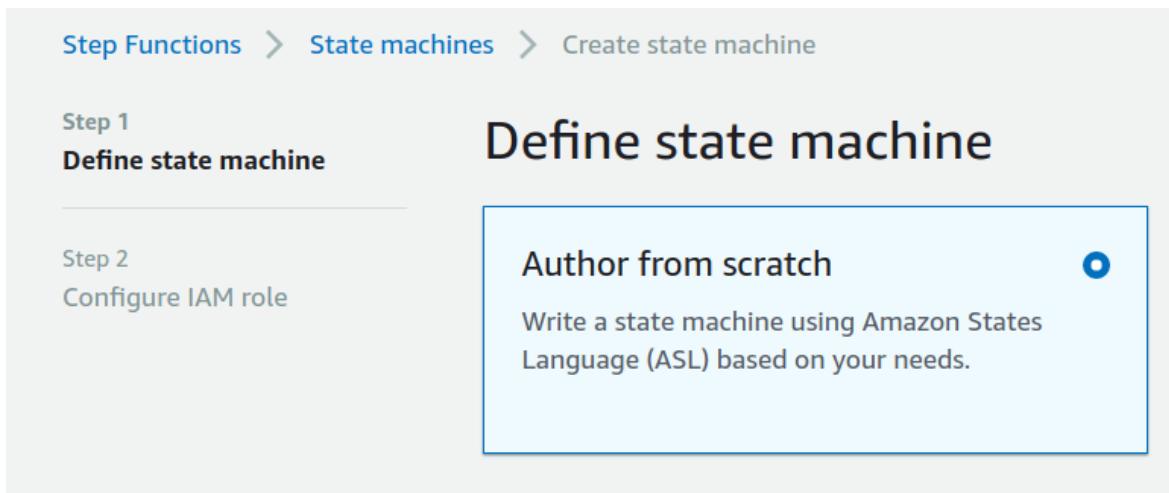 Step Functions > State machines > Create state machine
Step 1
Define state machine
Step 2
Configure IAM role
Define state machine
Author from scratch
Write a state machine using Amazon States
Language (ASL) based on your needs.